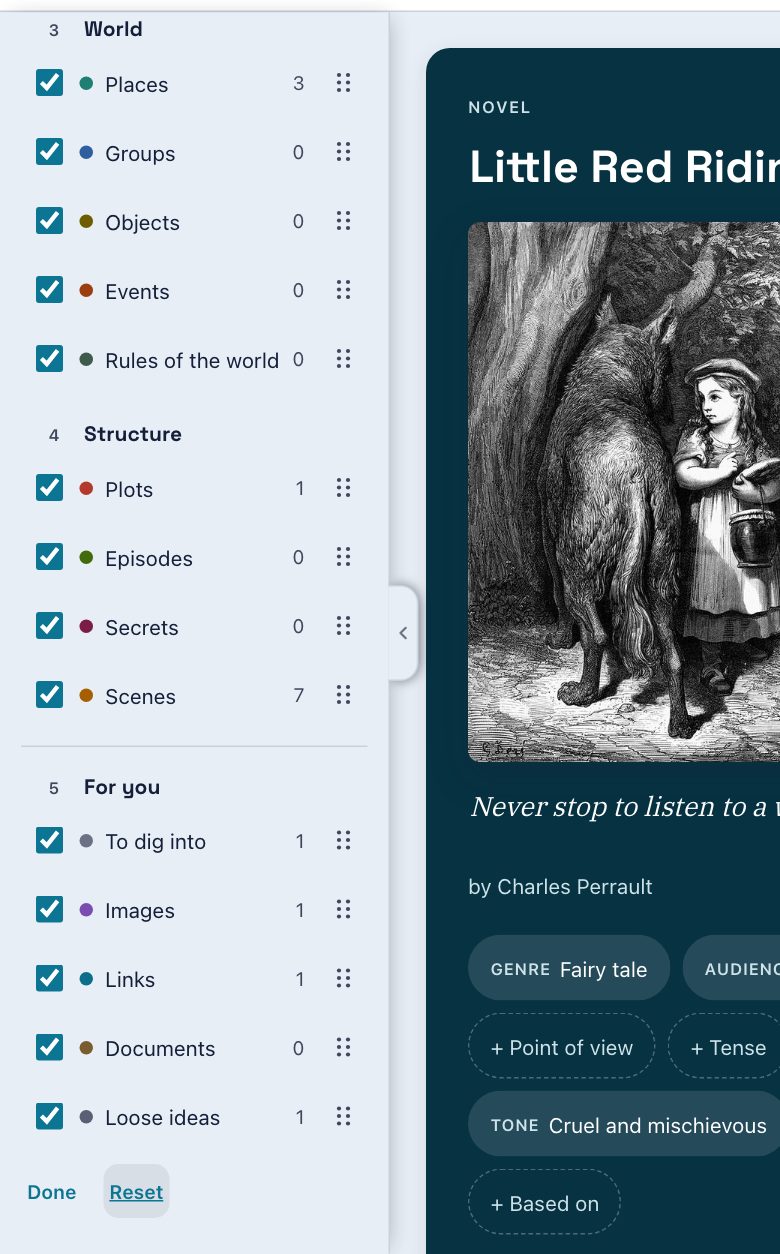 3 World
Places 3
Groups 0
Objects 0
Events 0
Rules of the world 0
4 Structure
Plots 1
Episodes 0
Secrets 0
Scenes 7
5 For you
To dig into 1
Images 1
Links 1
Documents 0
Loose ideas 1
Done Reset
NOVEL
Little Red Ridin
Never stop to listen to a
by Charles Perrault
GENRE Fairy tale
AUDIENC
+ Point of view
+ Tense
TONE Cruel and mischievous
+ Based on